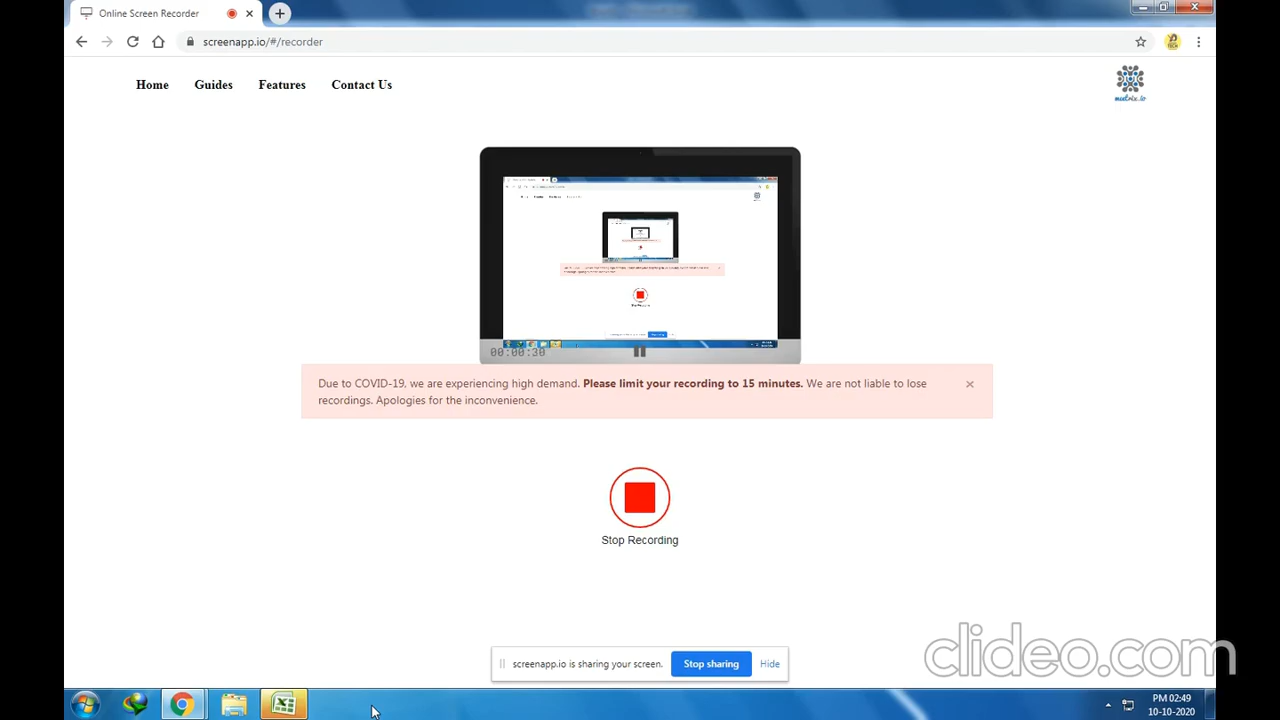 Online Screen Recorder
screenapp.io/#/recorder
Home Guides Features Contact Us
meetrix.io
00:00:30
Due to COVID-19, we are experiencing high demand. Please limit your recording to 15 minutes. We are not liable to lose
recordings. Apologies for the inconvenience.
Stop Recording
screenapp.io is sharing your screen. Stop sharing Hide
clideo.com
PM 02:49
10-10-2020